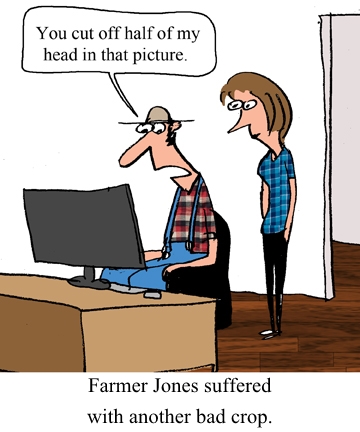 You cut off half of my
head in that picture.
Farmer Jones suffered
with another bad crop.